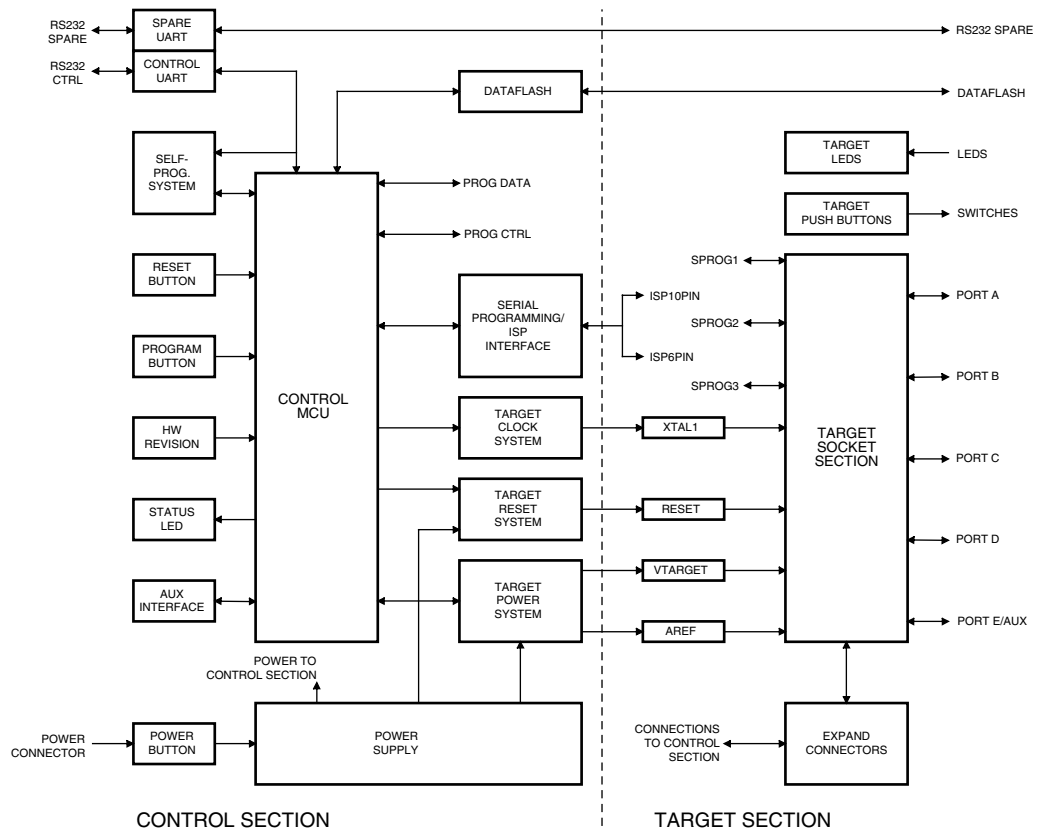 RS232
SPARE
SPARE
UART
RS232 SPARE
RS232
CTRL
CONTROL
UART
DATAFLASH
DATAFLASH
SELF-
PROG.
SYSTEM
TARGET
LEDS
LEDS
PROG DATA
TARGET
PUSH BUTTONS
SWITCHES
PROG CTRL
RESET
BUTTON
SPROG1
SERIAL
PROGRAMMING/
ISP
INTERFACE
ISP10PIN
PORT A
SPROG2
PROGRAM
BUTTON
ISP6PIN
PORT B
SPROG3
CONTROL
MCU
HW
REVISION
TARGET
CLOCK
SYSTEM
XTAL1
TARGET
SOCKET
SECTION
PORT C
STATUS
LED
TARGET
RESET
SYSTEM
RESET
PORT D
AUX
INTERFACE
TARGET
POWER
SYSTEM
VTARGET
AREF
PORT E/AUX
POWER TO
CONTROL SECTION
POWER
CONNECTOR
POWER
BUTTON
POWER
SUPPLY
CONNECTIONS
TO CONTROL
SECTION
EXPAND
CONNECTORS
CONTROL SECTION
TARGET SECTION